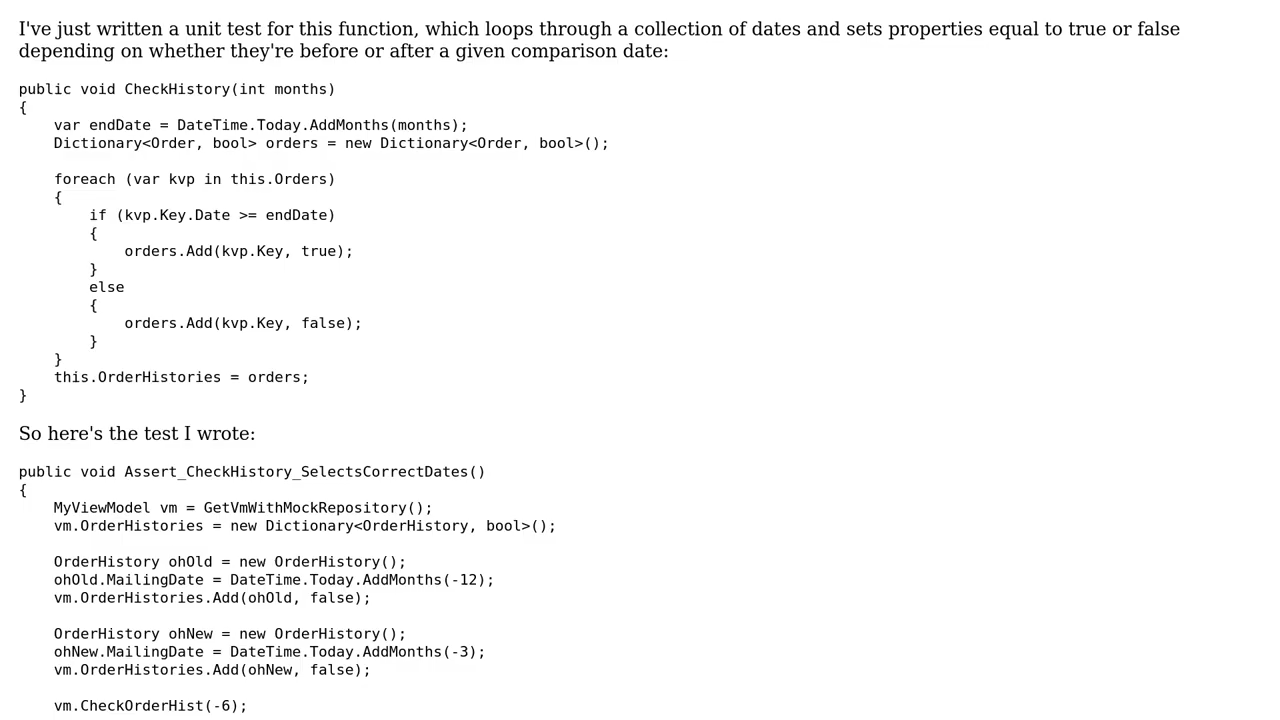 I've just written a unit test for this function, which loops through a collection of dates and sets properties equal to true or false
depending on whether they're before or after a given comparison date:
public void CheckHistory(int months)
{
    var endDate = DateTime.Today.AddMonths(months);
    Dictionary<Order, bool> orders = new Dictionary<Order, bool>();
    foreach (var kvp in this.Orders)
    {
        if (kvp.Key.Date >= endDate)
        {
            orders.Add(kvp.Key, true);
        }
        else
        {
            orders.Add(kvp.Key, false);
        }
    }
    this.OrderHistories = orders;
}
So here's the test I wrote:
public void Assert_CheckHistory_SelectsCorrectDates()
{
    MyViewModel vm = GetVmWithMockRepository();
    vm.OrderHistories = new Dictionary<OrderHistory, bool>();
    OrderHistory ohOld = new OrderHistory();
    ohOld.MailingDate = DateTime.Today.AddMonths(-12);
    vm.OrderHistories.Add(ohOld, false);
    OrderHistory ohNew = new OrderHistory();
    ohNew.MailingDate = DateTime.Today.AddMonths(-3);
    vm.OrderHistories.Add(ohNew, false);
    vm.CheckOrderHist(-6);